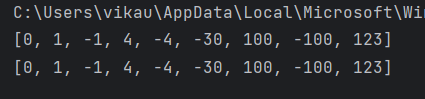 C:\Users\vikau\AppData\Local\Microsoft\Win
[0, 1, -1, 4, -4, -30, 100, -100, 123]
[0, 1, -1, 4, -4, -30, 100, -100, 123]